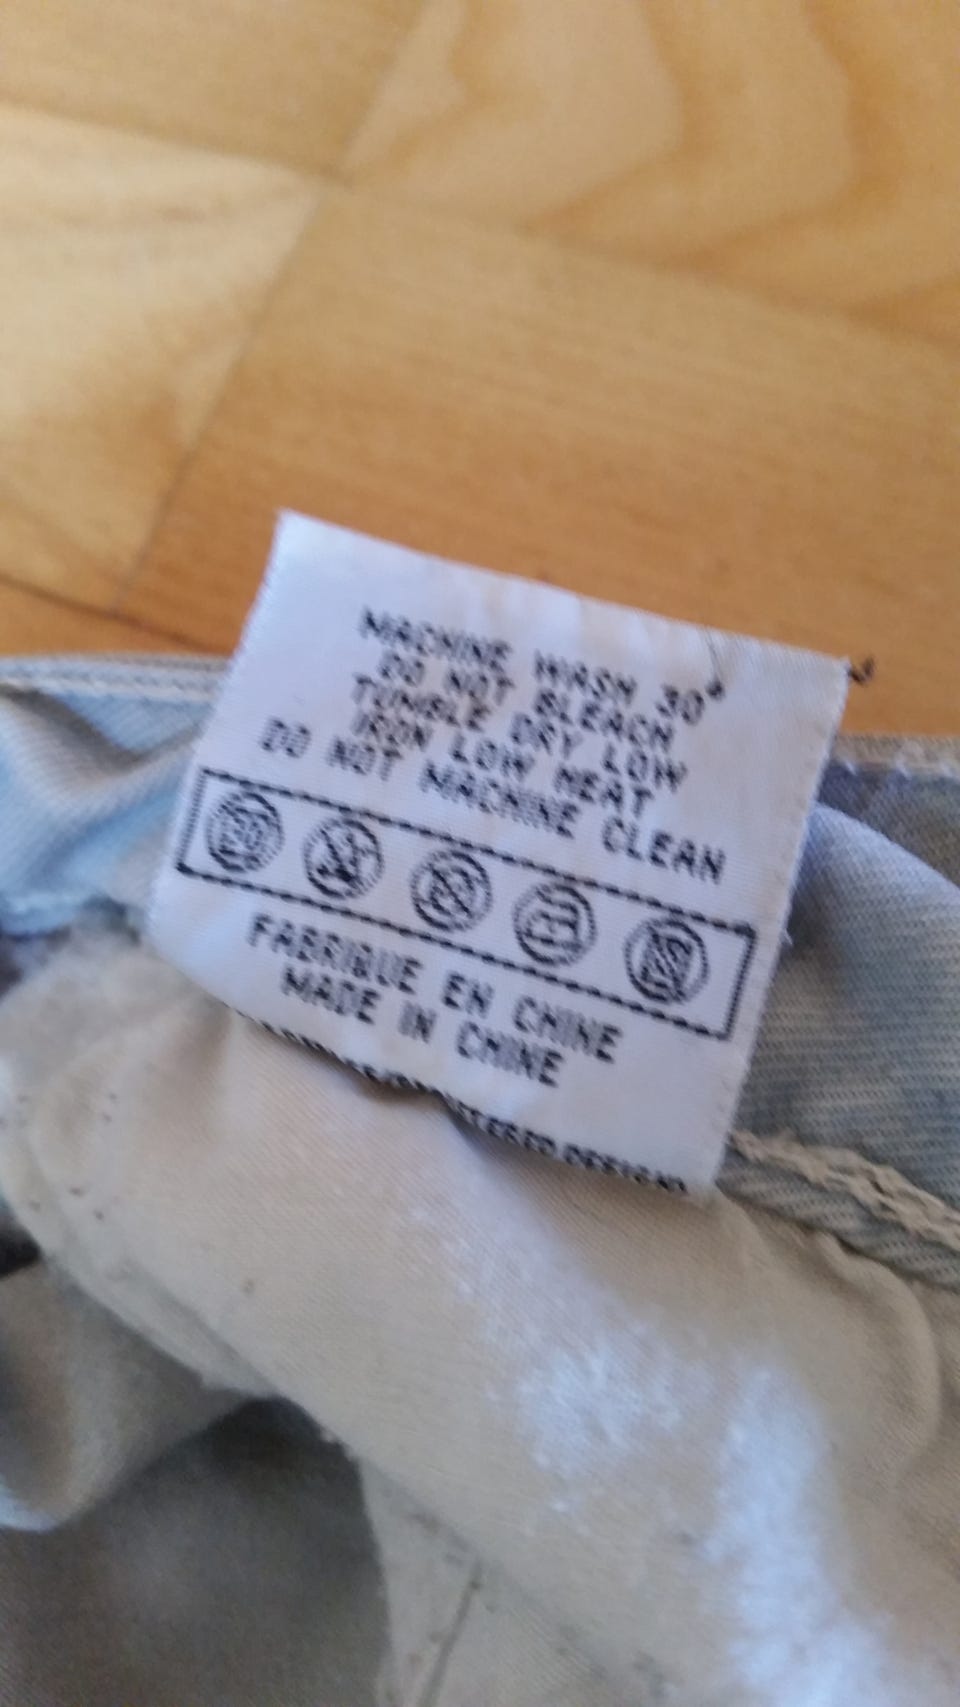 MACHINE WASH 30°
DO NOT BLEACH
TUMBLE DRY LOW
IRON LOW HEAT
DO NOT MACHINE CLEAN
FABRIQUE EN CHINE
MADE IN CHINE